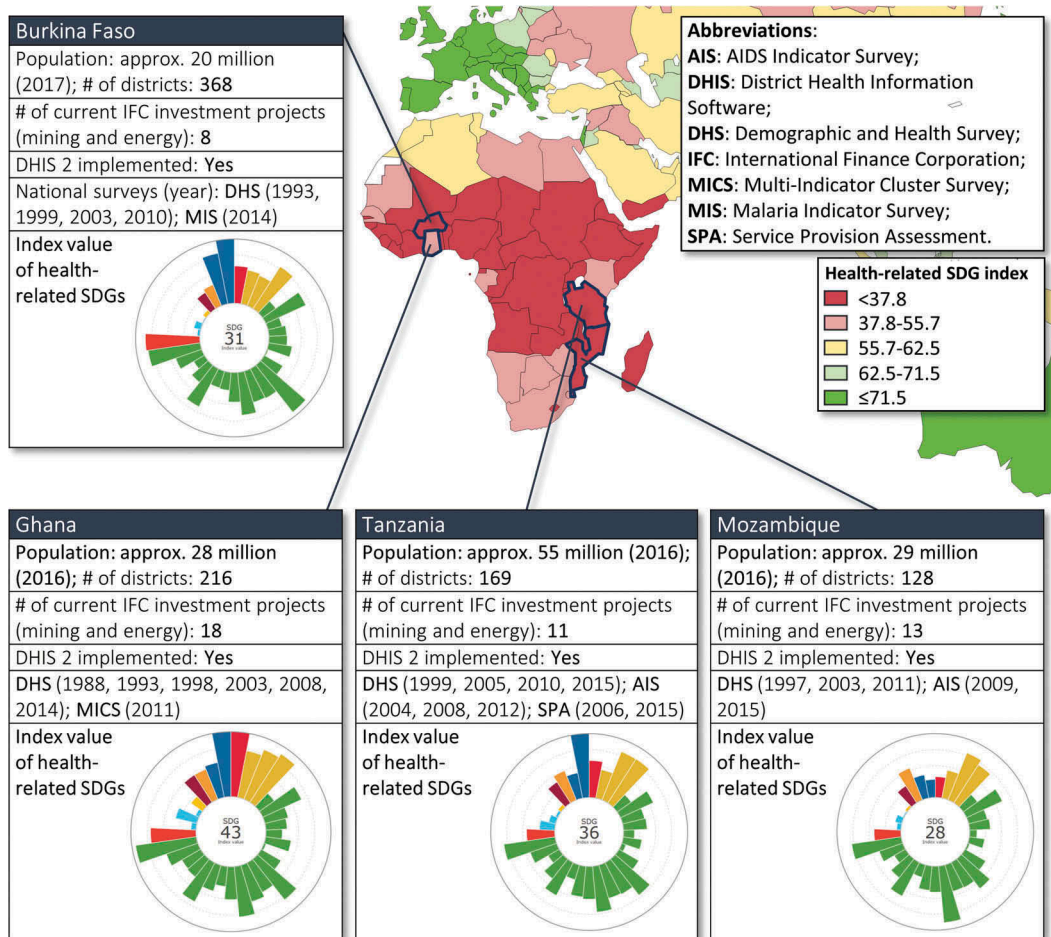 Burkina Faso
Population: approx. 20 million
(2017); # of districts: 368
# of current IFC investment projects
(mining and energy): 8
DHIS 2 implemented: Yes
National surveys (year): DHS (1993,
1999, 2003, 2010); MIS (2014)
Index value
of health-
related SDGs
SDG
31
Index value
Abbreviations:
AIS: AIDS Indicator Survey;
DHIS: District Health Information
Software;
DHS: Demographic and Health Survey;
IFC: International Finance Corporation;
MICS: Multi-Indicator Cluster Survey;
MIS: Malaria Indicator Survey;
SPA: Service Provision Assessment.
Health-related SDG index
<37.8
37.8-55.7
55.7-62.5
62.5-71.5
≤71.5
Ghana
Population: approx. 28 million
(2016); # of districts: 216
# of current IFC investment projects
(mining and energy): 18
DHIS 2 implemented: Yes
DHS (1988, 1993, 1998, 2003, 2008,
2014); MICS (2011)
Index value
of health-
related SDGs
SDG
43
Index value
Tanzania
Population: approx. 55 million (2016);
# of districts: 169
# of current IFC investment projects
(mining and energy): 11
DHIS 2 implemented: Yes
DHS (1999, 2005, 2010, 2015); AIS
(2004, 2008, 2012); SPA (2006, 2015)
Index value
of health-
related SDGs
SDG
36
Index value
Mozambique
Population: approx. 29 million
(2016); # of districts: 128
# of current IFC investment projects
(mining and energy): 13
DHIS 2 implemented: Yes
DHS (1997, 2003, 2011); AIS (2009,
2015)
Index value
of health-
related SDGs
SDG
28
Index value